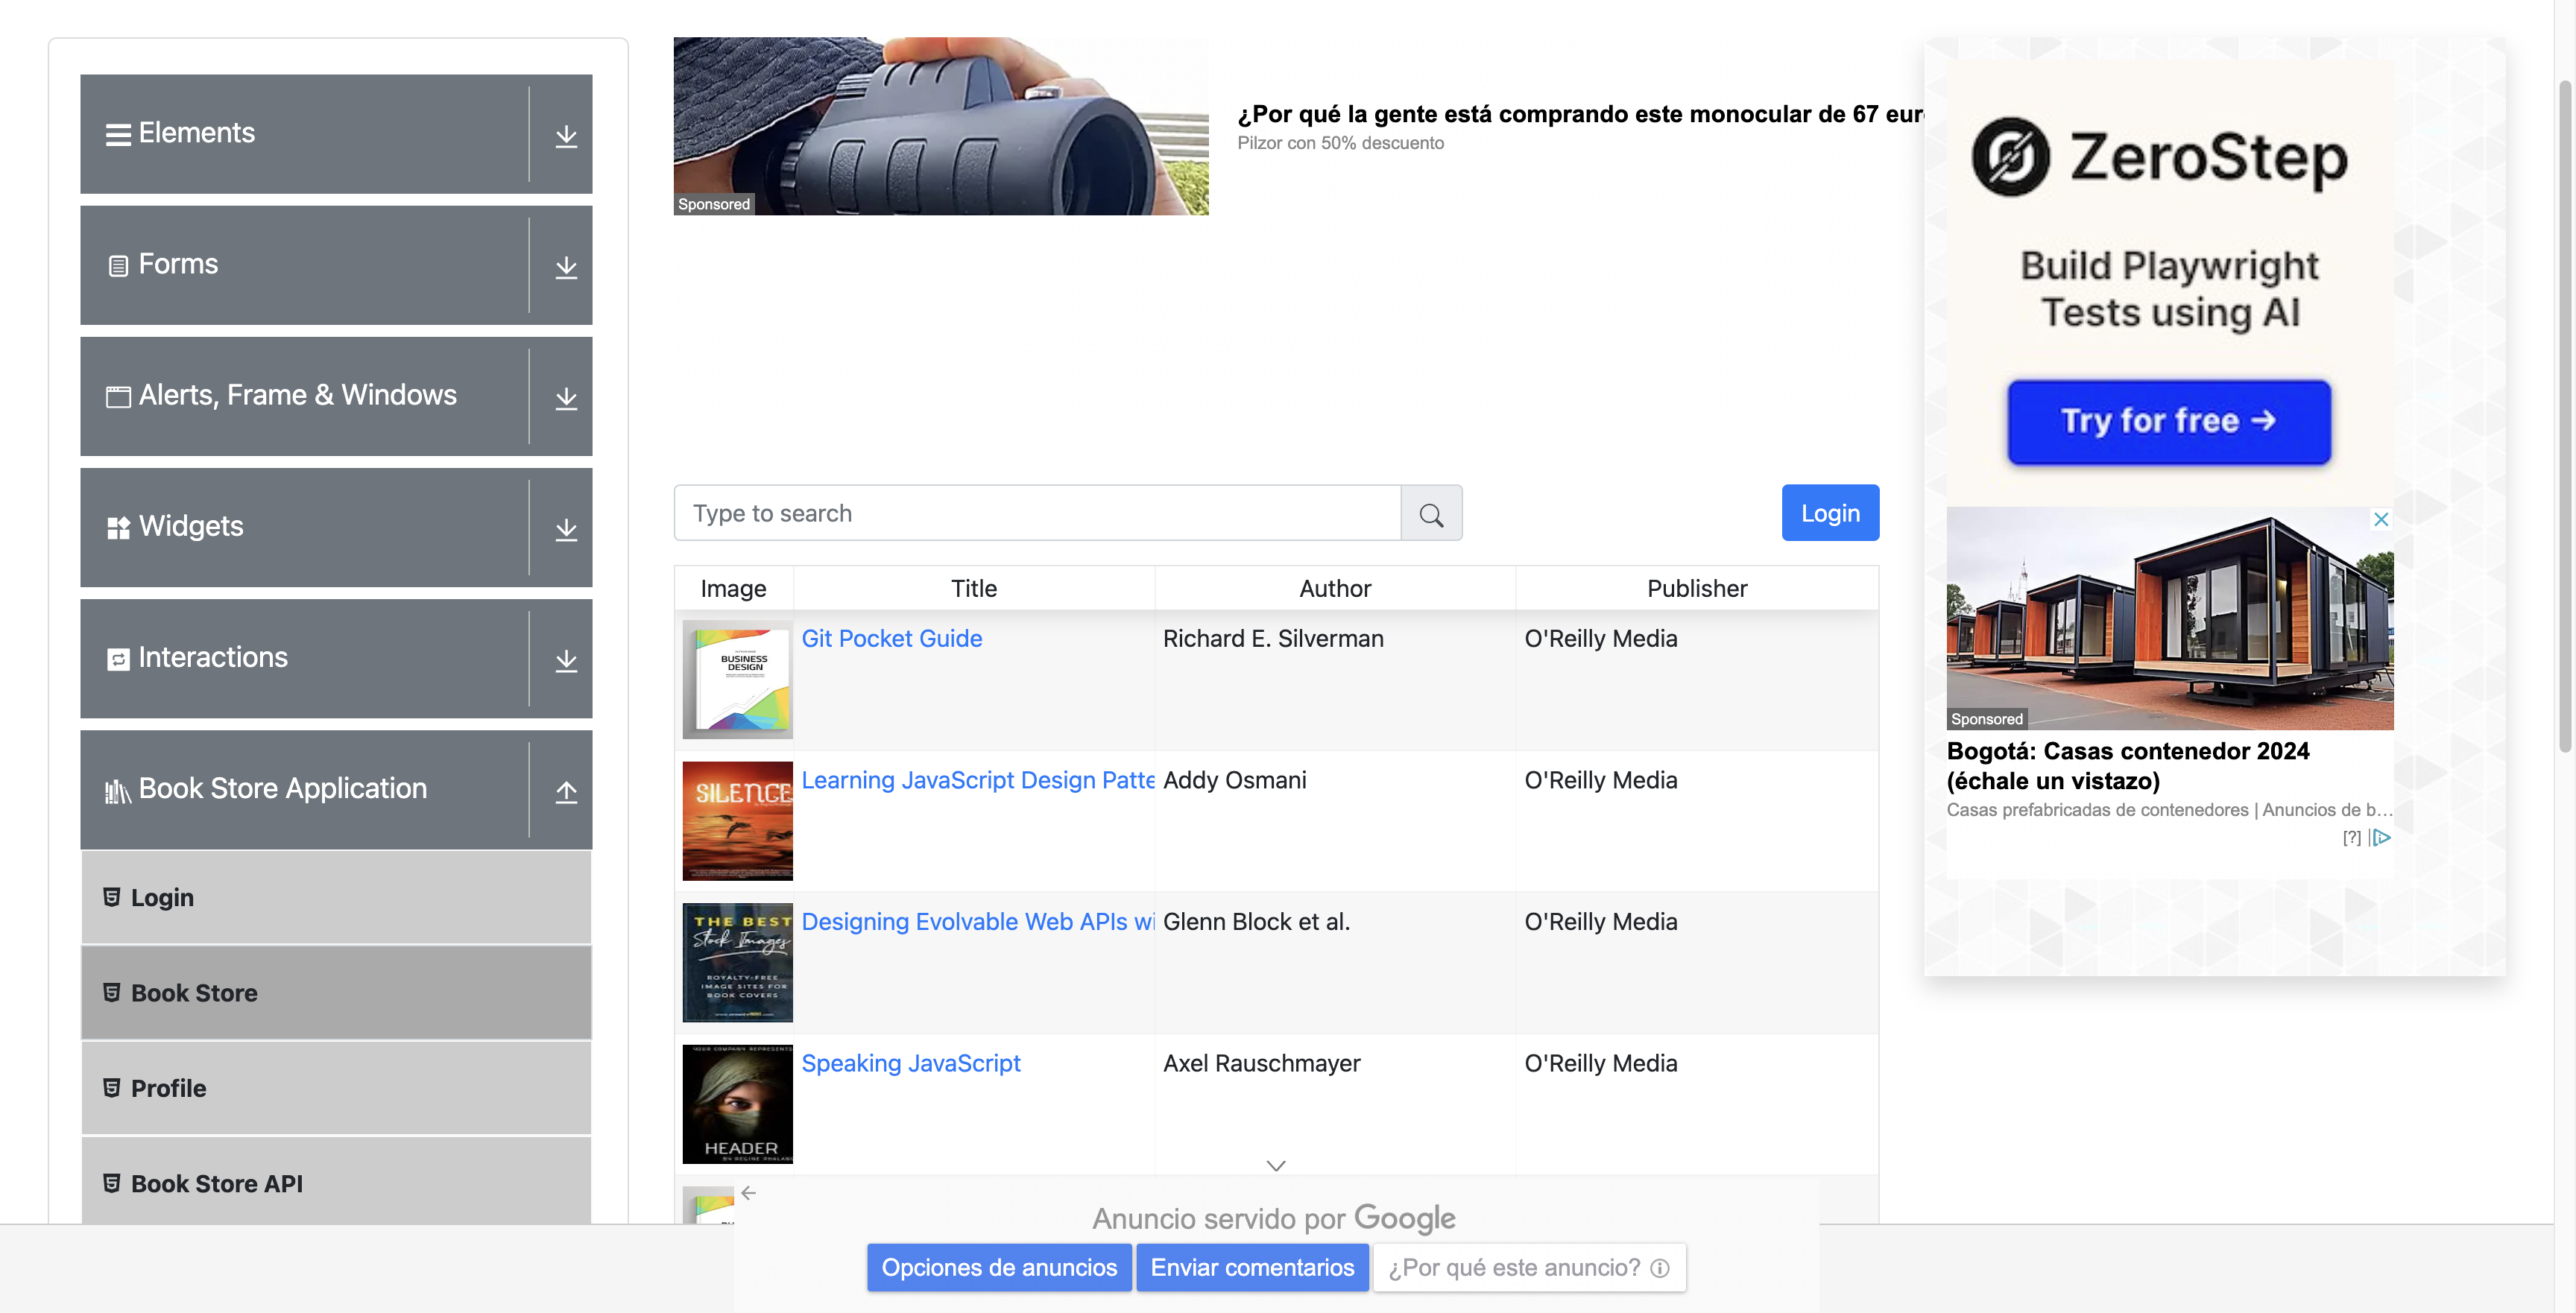 Elements
Forms
Alerts, Frame & Windows
Widgets
Interactions
Book Store Application
Login
Book Store
Profile
Book Store API
Sponsored
¿Por qué la gente está comprando este monocular de 67 eur
Pilzor con 50% descuento
Type to search
Login
Image Title Author Publisher
BUSINESS
DESIGN
Git Pocket Guide Richard E. Silverman O'Reilly Media
SILENCE
Learning JavaScript Design Patte Addy Osmani O'Reilly Media
THE BEST
Stock Images
ROYALTY-FREE
IMAGE SITES FOR
BOOK COVERS
Designing Evolvable Web APIs wi Glenn Block et al. O'Reilly Media
YOUR COMPANY REPRESENTS
HEADER
Speaking JavaScript Axel Rauschmayer O'Reilly Media
Anuncio servido por Google
Opciones de anuncios
Enviar comentarios
¿Por qué este anuncio?
ZeroStep
Build Playwright
Tests using AI
Try for free →
Sponsored
Bogotá: Casas contenedor 2024
(échale un vistazo)
Casas prefabricadas de contenedores | Anuncios de b...
[?]